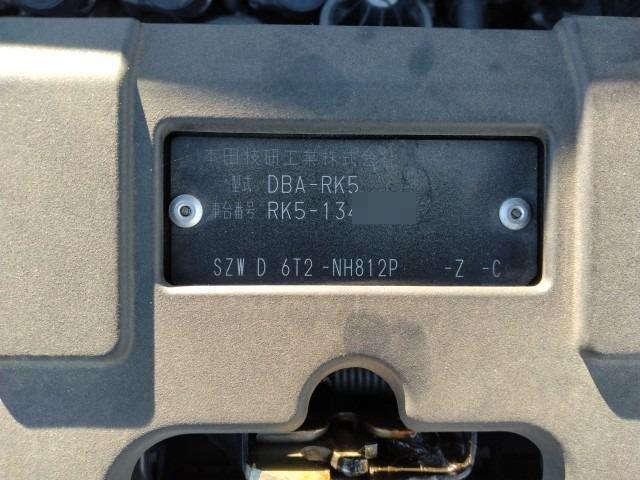 本田技研工業株式会社
型式 DBA-RK5
車台番号 RK5-134
SZW D 6T2 -NH812P -Z -C